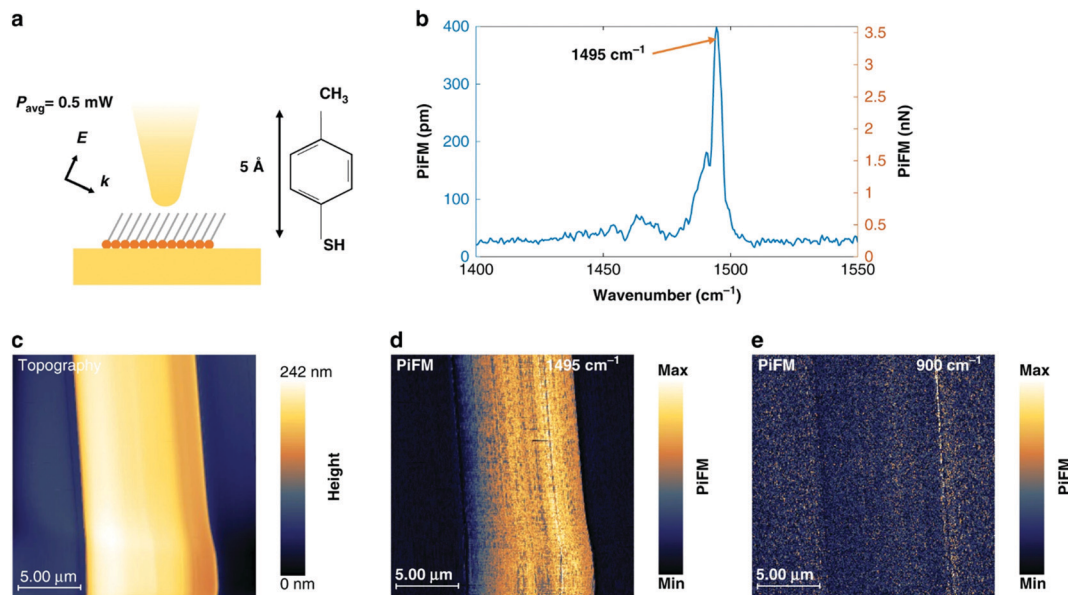 a
P_avg = 0.5 mW
E
k
5 Å
CH₃
SH
b
400
300
200
100
0
PiFM (pm)
1495 cm⁻¹
3.5
3
2.5
2
1.5
1
0.5
0
PiFM (nN)
1400
1450
1500
1550
Wavenumber (cm⁻¹)
c
Topography
5.00 μm
242 nm
Height
0 nm
d
PiFM
1495 cm⁻¹
5.00 μm
Max
PiFM
Min
e
PiFM
900 cm⁻¹
5.00 μm
Max
PiFM
Min